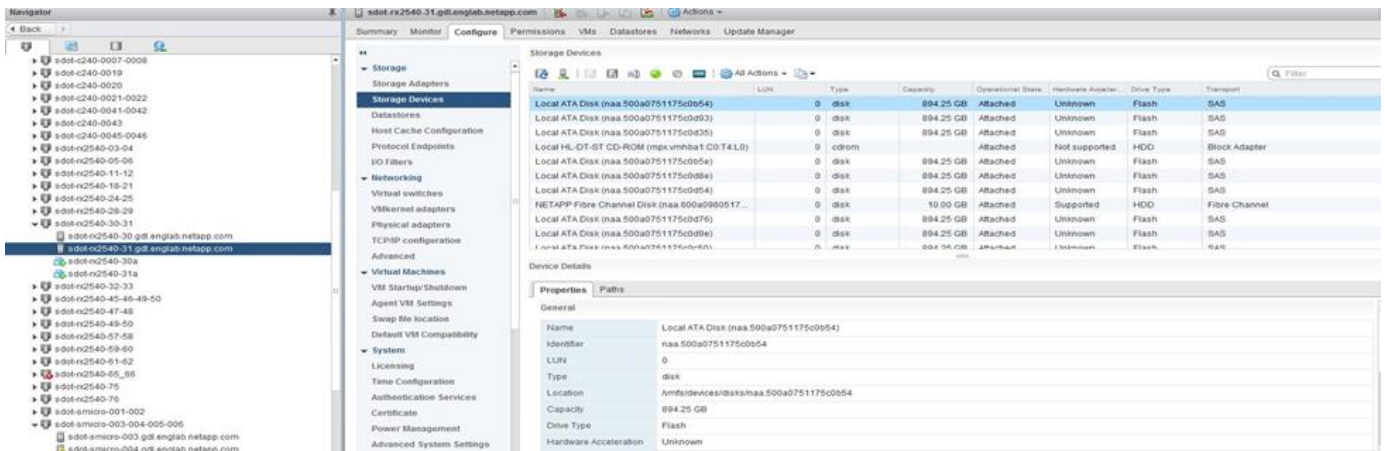 Navigator
Back
sdot-c240-0007-0008
sdot-c240-0019
sdot-c240-0020
sdot-c240-0021-0022
sdot-c240-0041-0042
sdot-c240-0043
sdot-c240-0045-0046
sdot-rx2540-03-04
sdot-rx2540-05-06
sdot-rx2540-11-12
sdot-rx2540-18-21
sdot-rx2540-24-25
sdot-rx2540-28-29
sdot-rx2540-30-31
sdot-rx2540-30.gdl.englab.netapp.com
sdot-rx2540-31.gdl.englab.netapp.com
sdot-rx2540-30a
sdot-rx2540-31a
sdot-rx2540-32-33
sdot-rx2540-45-46-49-50
sdot-rx2540-47-48
sdot-rx2540-49-50
sdot-rx2540-57-58
sdot-rx2540-59-60
sdot-rx2540-61-62
sdot-rx2540-65_66
sdot-rx2540-75
sdot-rx2540-76
sdot-smicro-001-002
sdot-smicro-003-004-005-006
sdot-smicro-003.gdl.englab.netapp.com
sdot-smicro-004.gdl.englab.netapp.com
sdot-rx2540-31.gdl.englab.netapp.com Actions
Summary Monitor Configure Permissions VMs Datastores Networks Update Manager
Storage
Storage Adapters
Storage Devices
Datastores
Host Cache Configuration
Protocol Endpoints
I/O Filters
Networking
Virtual switches
VMkernel adapters
Physical adapters
TCP/IP configuration
Advanced
Virtual Machines
VM Startup/Shutdown
Agent VM Settings
Swap file location
Default VM Compatibility
System
Licensing
Time Configuration
Authentication Services
Certificate
Power Management
Advanced System Settings
Storage Devices
All Actions
Filter
Name LUN Type Capacity Operational State Hardware Acceler... Drive Type Transport
Local ATA Disk (naa.500a0751175c0b54) 0 disk 894.25 GB Attached Unknown Flash SAS
Local ATA Disk (naa.500a0751175c0d93) 0 disk 894.25 GB Attached Unknown Flash SAS
Local ATA Disk (naa.500a0751175c0d35) 0 disk 894.25 GB Attached Unknown Flash SAS
Local HL-DT-ST CD-ROM (mpx.vmhba1:C0:T4:L0) 0 cdrom Attached Not supported HDD Block Adapter
Local ATA Disk (naa.500a0751175c0b5e) 0 disk 894.25 GB Attached Unknown Flash SAS
Local ATA Disk (naa.500a0751175c0d8e) 0 disk 894.25 GB Attached Unknown Flash SAS
Local ATA Disk (naa.500a0751175c0d54) 0 disk 894.25 GB Attached Unknown Flash SAS
NETAPP Fibre Channel Disk (naa.600a0980517... 0 disk 10.00 GB Attached Supported HDD Fibre Channel
Local ATA Disk (naa.500a0751175c0d76) 0 disk 894.25 GB Attached Unknown Flash SAS
Local ATA Disk (naa.500a0751175c0d9e) 0 disk 894.25 GB Attached Unknown Flash SAS
Local ATA Disk 0 disk 894.25 GB Attached Unknown Flash SAS
Device Details
Properties Paths
General
Name Local ATA Disk (naa.500a0751175c0b54)
Identifier naa.500a0751175c0b54
LUN 0
Type disk
Location /vmfs/devices/disks/naa.500a0751175c0b54
Capacity 894.25 GB
Drive Type Flash
Hardware Acceleration Unknown